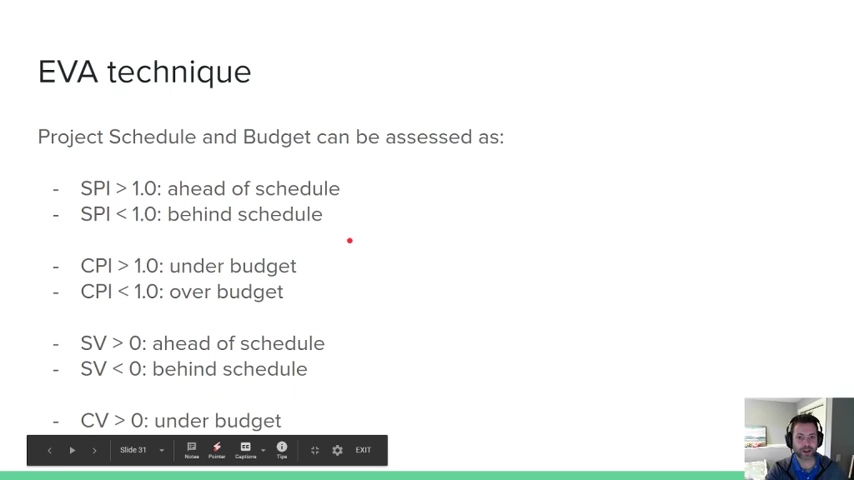 EVA technique
Project Schedule and Budget can be assessed as:
- SPI > 1.0: ahead of schedule
- SPI < 1.0: behind schedule
- CPI > 1.0: under budget
- CPI < 1.0: over budget
- SV > 0: ahead of schedule
- SV < 0: behind schedule
- CV > 0: under budget
Slide 31
Notes
Pointer
CC
Captions
Tips
EXIT